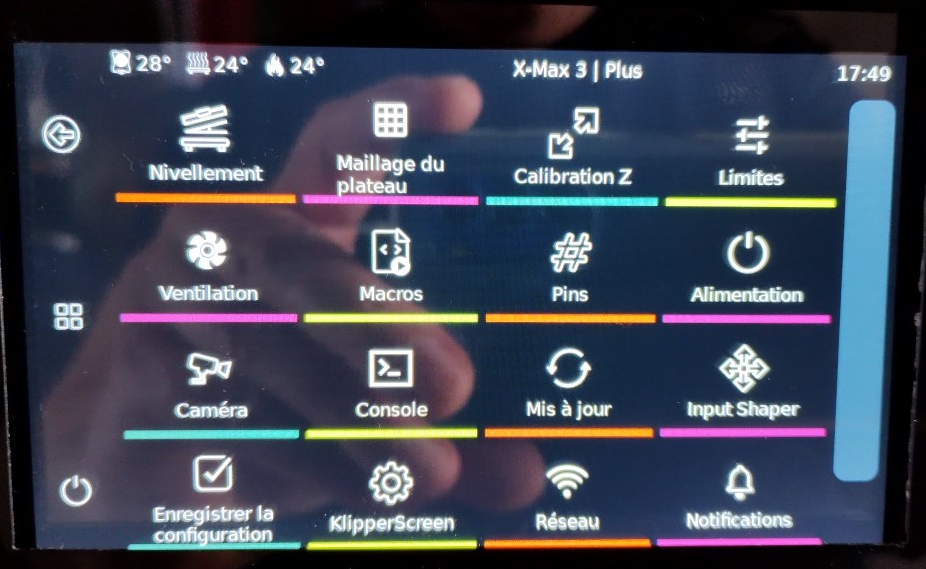 28° 24° 24° X-Max 3 | Plus 17:49
Nivellement
Maillage du
plateau
Calibration Z
Limites
Ventilation
Macros
Pins
Alimentation
Caméra
Console
Mis à jour
Input Shaper
Enregistrer la
configuration
KlipperScreen
Réseau
Notifications